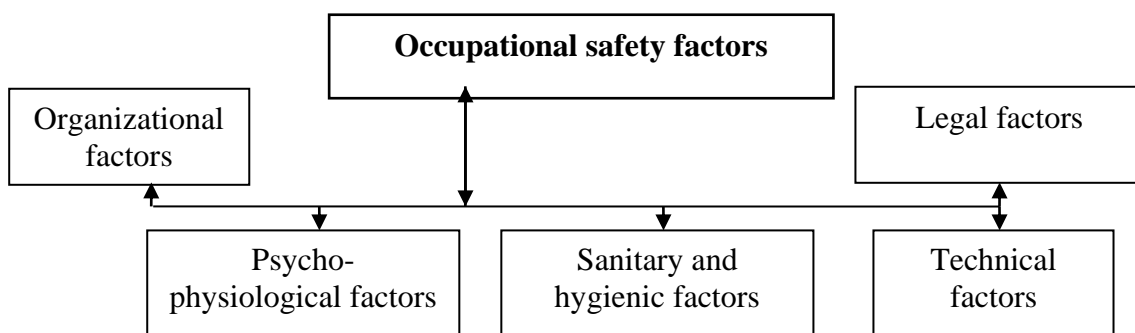 Occupational safety factors
Organizational
factors
Legal factors
Psycho-
physiological factors
Sanitary and
hygienic factors
Technical
factors